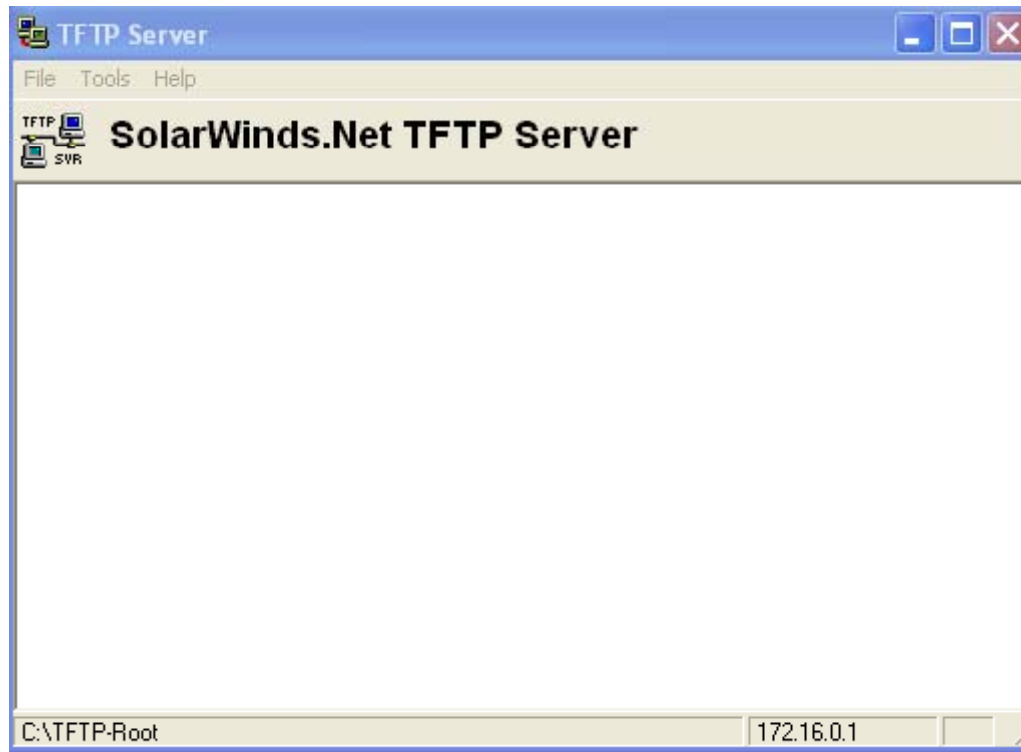 TFTP Server
File Tools Help
TFTP
SVR
SolarWinds.Net TFTP Server
C:\TFTP-Root 172.16.0.1